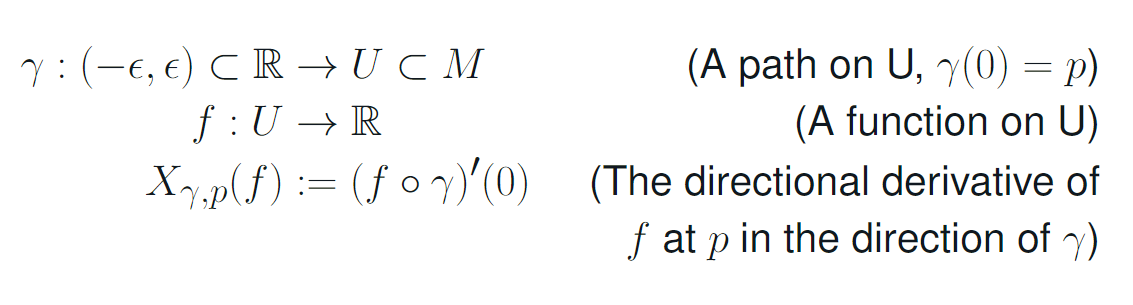 γ : (−ϵ, ϵ) ⊂ ℝ → U ⊂ M (A path on U, γ(0) = p)
f : U → ℝ (A function on U)
X_{γ,p}(f) := (f ∘ γ)′(0) (The directional derivative of
f at p in the direction of γ)